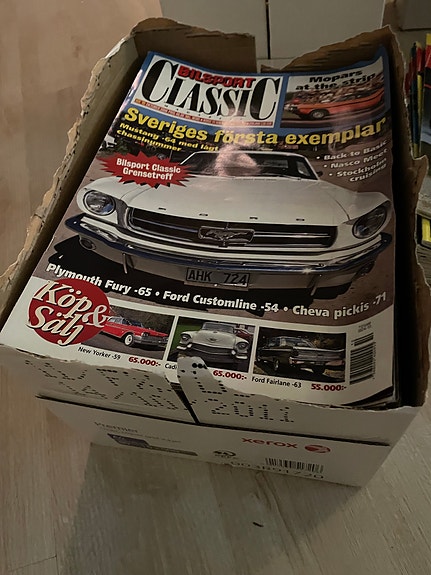 BILSPORT
CLASSIC
Mopars
at the strip
Sveriges första exemplar
Mustang -64 med lågt
chassinummer
• Back to Basic
• Nasco Meet
• Stockholm
cruising
Bilsport Classic
Grensetreff
AHK 724
Plymouth Fury -65 • Ford Customline -54 • Cheva pickis -71
Köp&
Sälj
New Yorker -59
65.000:-
65.000:-
Ford Fairlane -63
55.000:-
2011
Premier
xerox